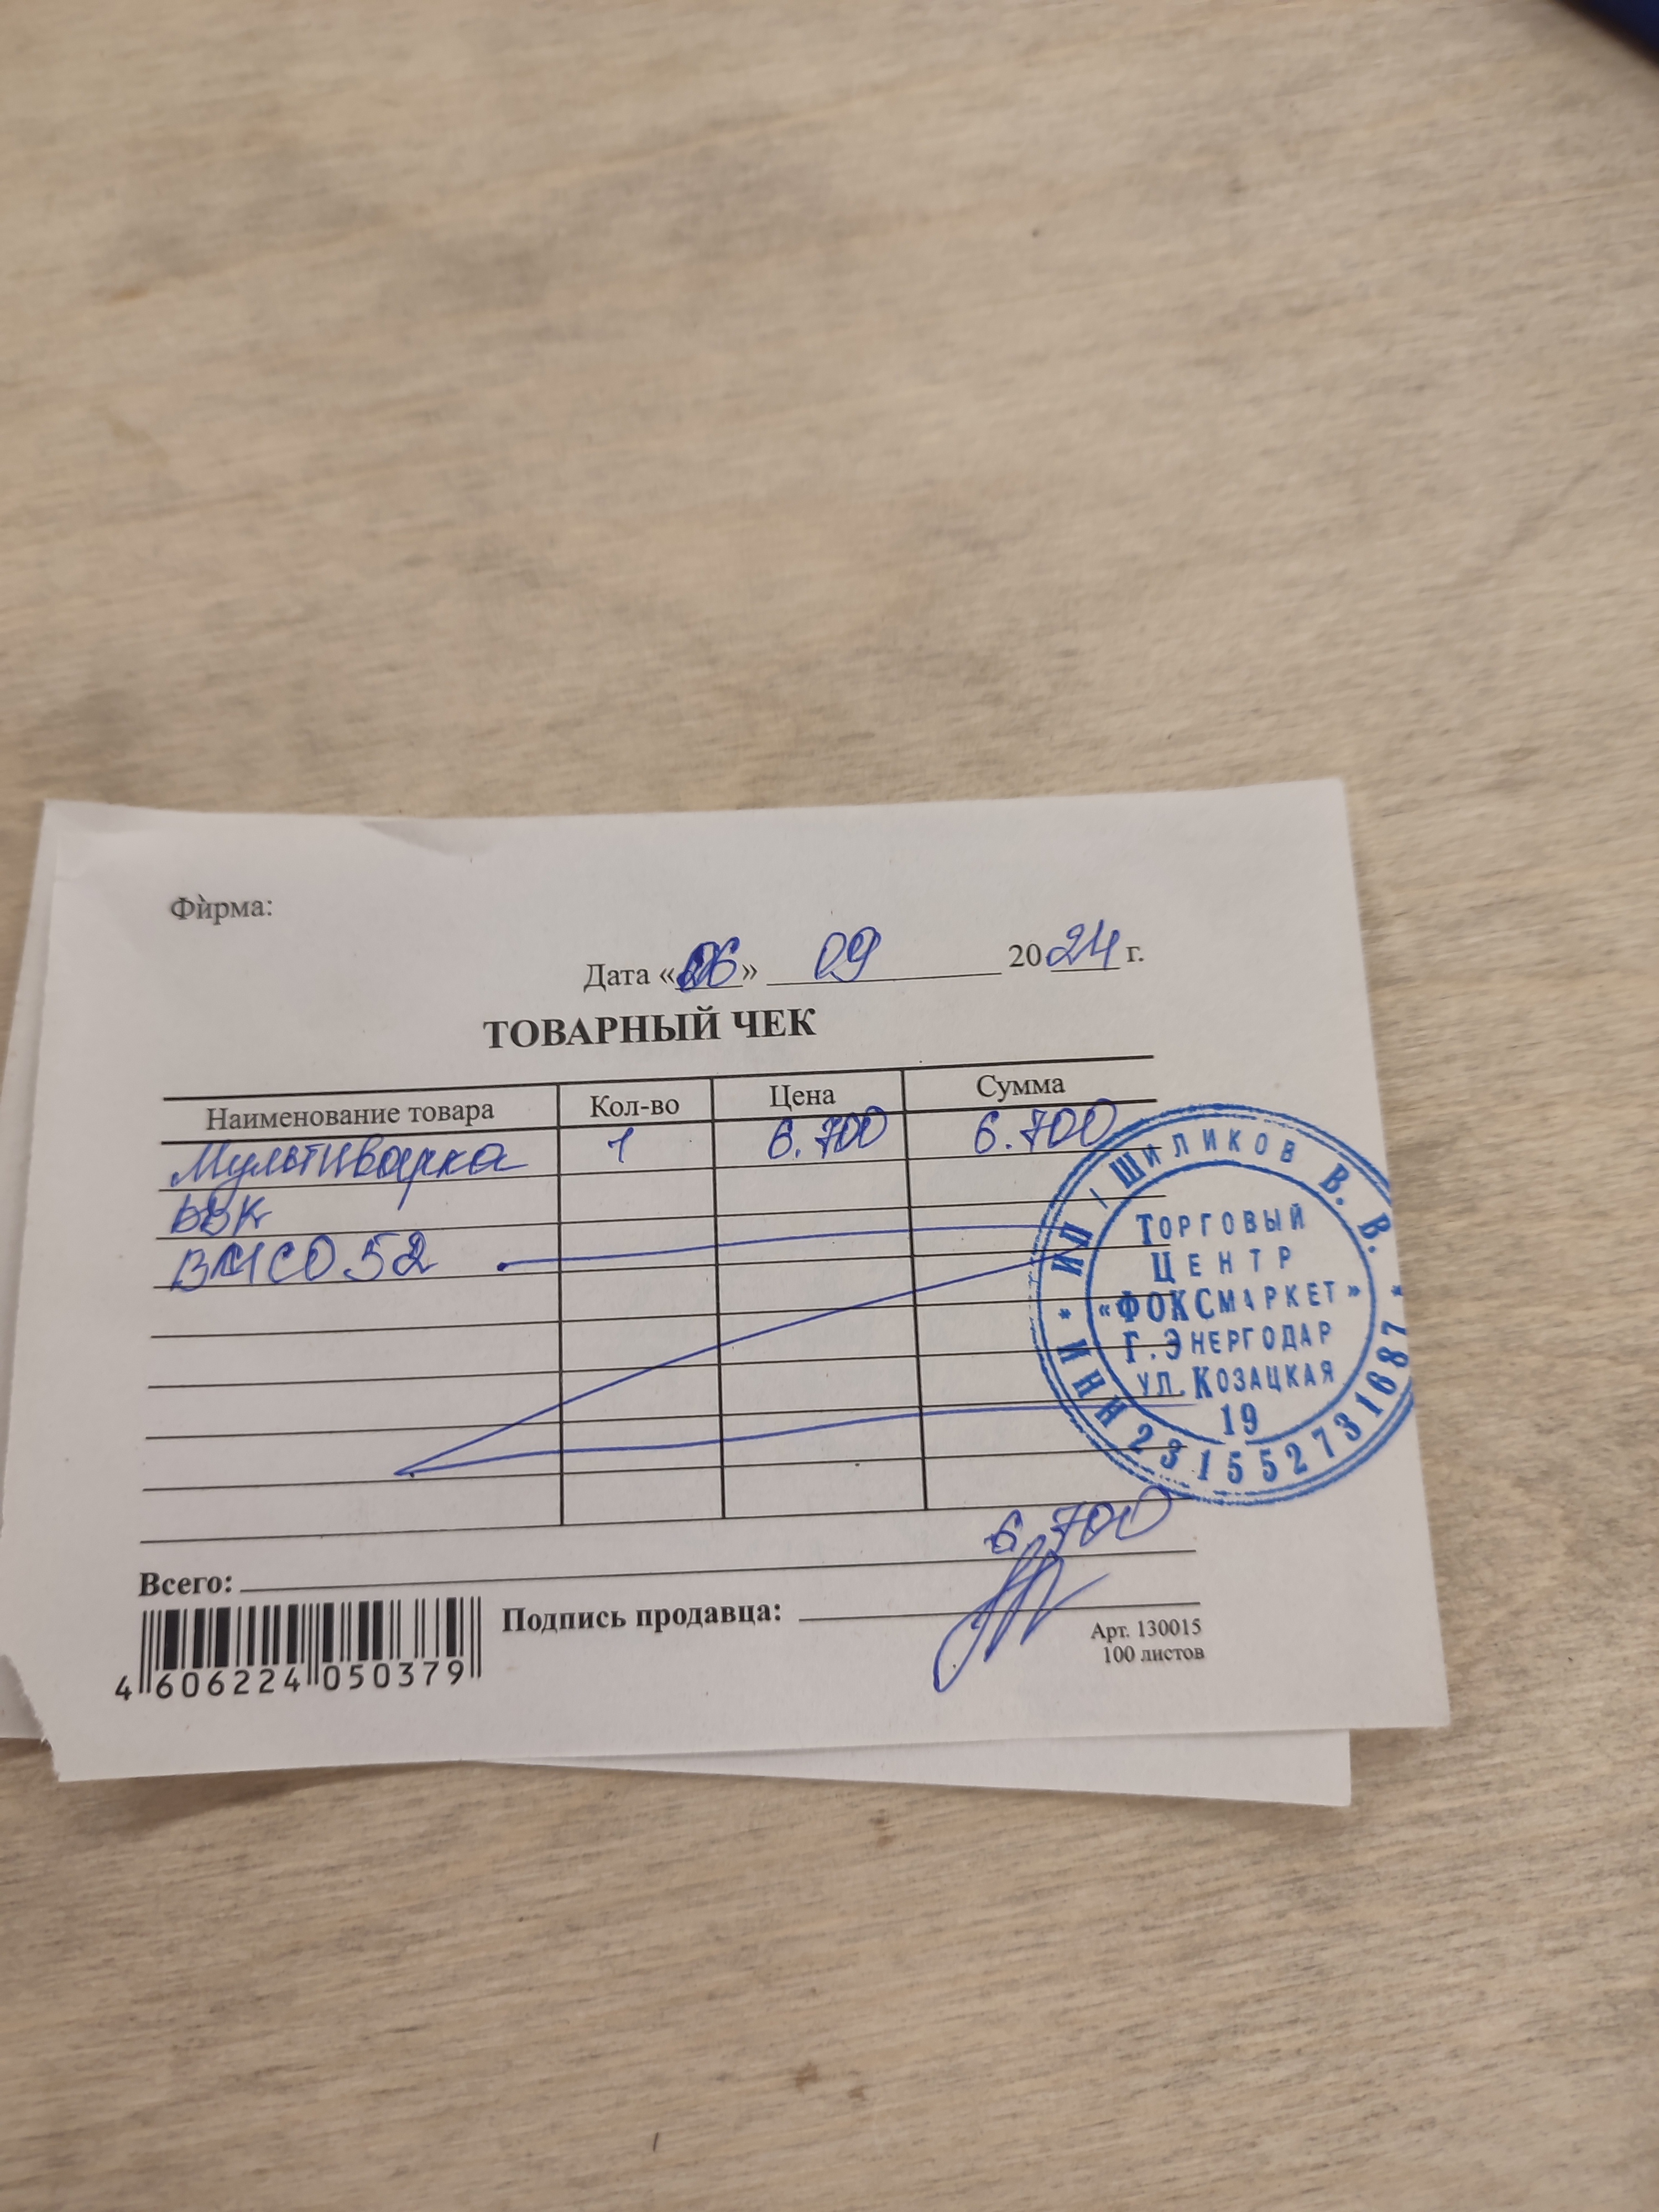 Фирма:
Дата «06» 09 2024 г.
ТОВАРНЫЙ ЧЕК
Наименование товара Кол-во Цена Сумма
Мультиварка 1 6.700 6.700
ВВК
ВМС052
ИП / ШИЛИКОВ В. В. * ИНН 231552731687 *
ТОРГОВЫЙ
ЦЕНТР
«ФОКСМАРКЕТ»
Г. ЭНЕРГОДАР
УЛ. КОЗАЦКАЯ
19
Всего: 6.700
Подпись продавца:
Арт. 130015
100 листов
4 606224 050379